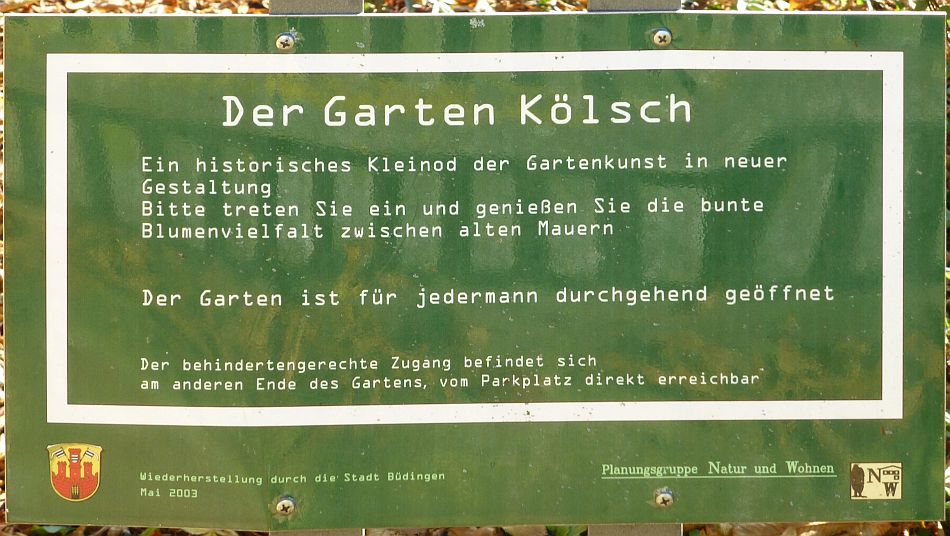 Der Garten Kölsch
Ein historisches Kleinod der Gartenkunst in neuer
Gestaltung
Bitte treten Sie ein und genießen Sie die bunte
Blumenvielfalt zwischen alten Mauern
Der Garten ist für jedermann durchgehend geöffnet
Der behindertengerechte Zugang befindet sich
am anderen Ende des Gartens, vom Parkplatz direkt erreichbar
Wiederherstellung durch die Stadt Büdingen
Mai 2003
Planungsgruppe Natur und Wohnen
N
W